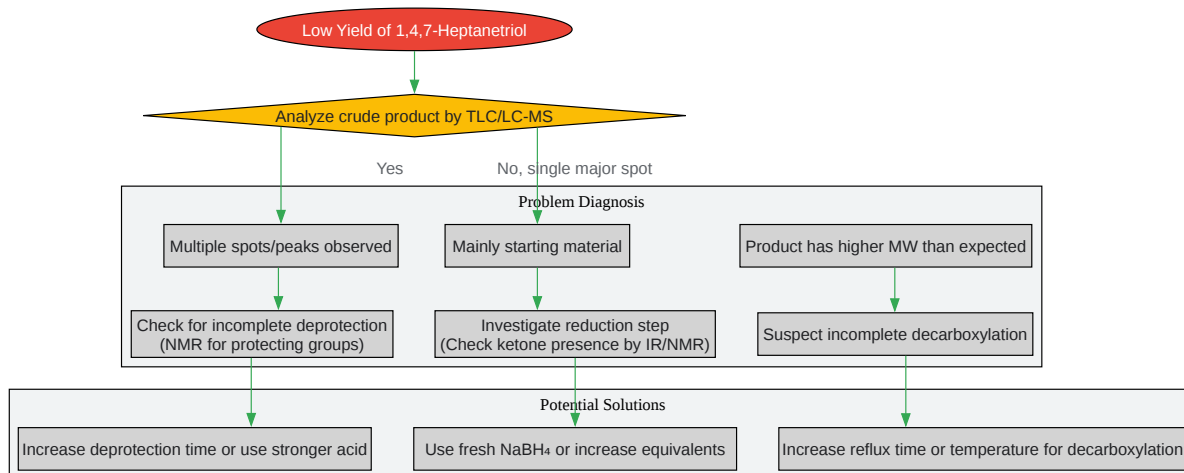 Low Yield of 1,4,7-Heptanetriol
Analyze crude product by TLC/LC-MS
Yes
No, single major spot
Problem Diagnosis
Multiple spots/peaks observed
Mainly starting material
Product has higher MW than expected
Check for incomplete deprotection
(NMR for protecting groups)
Investigate reduction step
(Check ketone presence by IR/NMR)
Suspect incomplete decarboxylation
Potential Solutions
Increase deprotection time or use stronger acid
Use fresh NaBH₄ or increase equivalents
Increase reflux time or temperature for decarboxylation